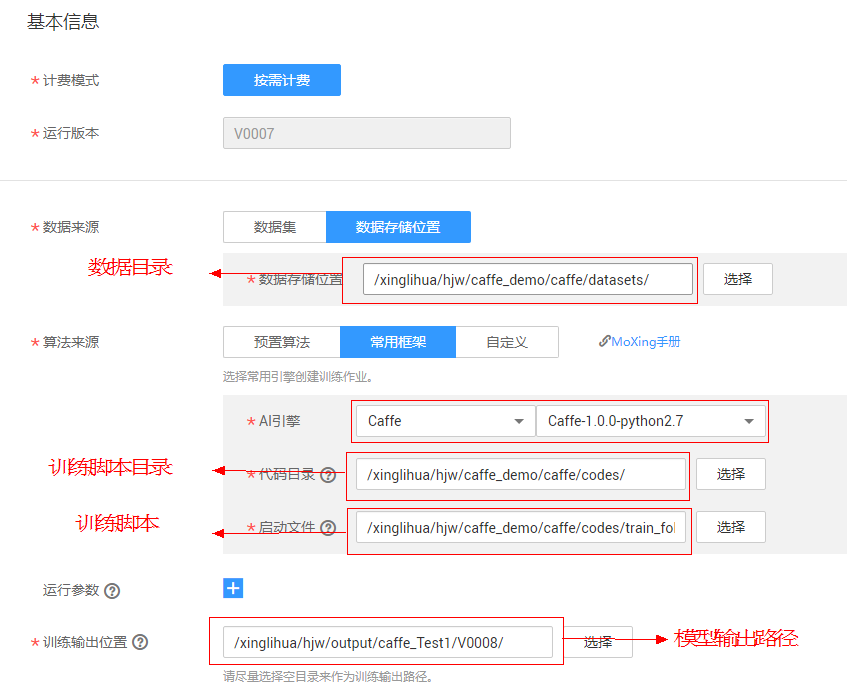 基本信息
* 计费模式 按需计费
* 运行版本 V0007
* 数据来源 数据集 数据存储位置
数据目录 * 数据存储位置 /xinglihua/hjw/caffe_demo/caffe/datasets/ 选择
* 算法来源 预置算法 常用框架 自定义 MoXing手册
选择常用引擎创建训练作业。
* AI引擎 Caffe Caffe-1.0.0-python2.7
训练脚本目录 * 代码目录 ? /xinglihua/hjw/caffe_demo/caffe/codes/ 选择
训练脚本 * 启动文件 ? /xinglihua/hjw/caffe_demo/caffe/codes/train_fol 选择
运行参数 ? +
* 训练输出位置 ? /xinglihua/hjw/output/caffe_Test1/V0008/ 选择 模型输出路径
请尽量选择空目录来作为训练输出路径。